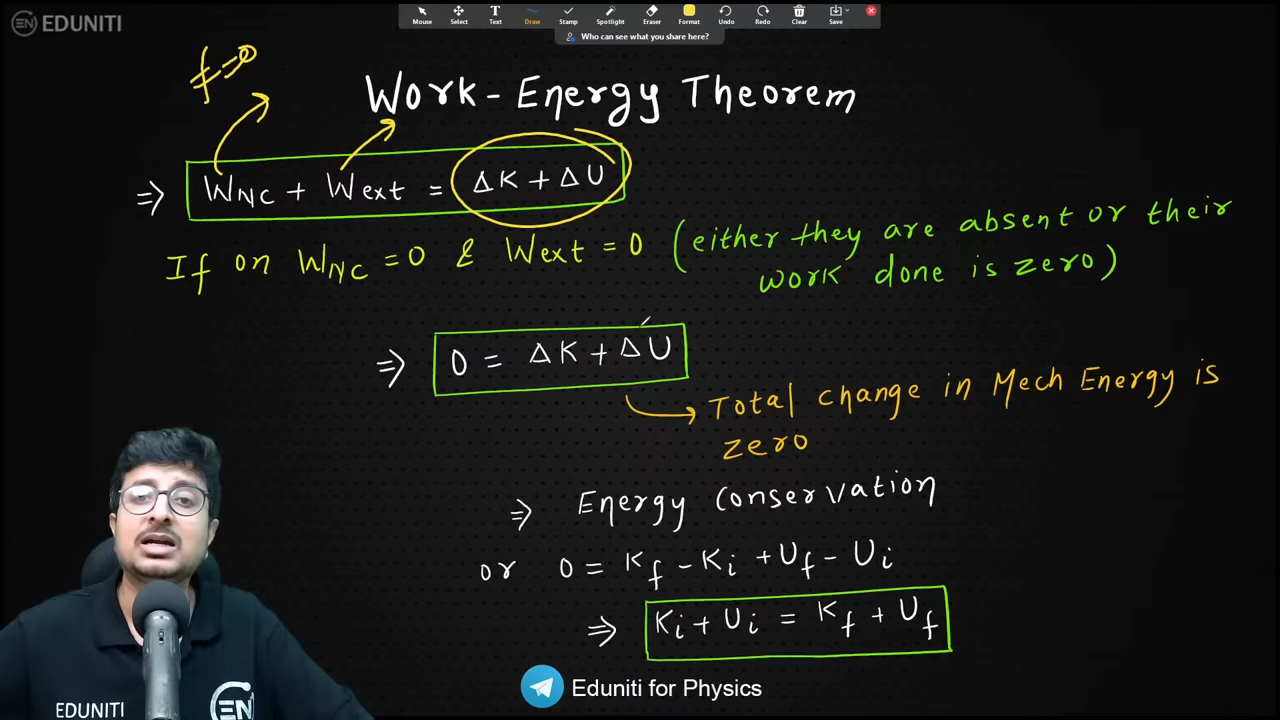 EN EDUNITI
Mouse Select Text Draw Stamp Spotlight Eraser Format Undo Redo Clear Save
Who can see what you share here?
f=0
Work-Energy Theorem
⇒ WNC + Wext = ΔK + ΔU
If on WNC = 0 & Wext = 0 (either they are absent or their
work done is zero)
⇒ 0 = ΔK + ΔU
Total change in Mech Energy is
zero
⇒ Energy conservation
or 0 = Kf - Ki + Uf - Ui
⇒ Ki + Ui = Kf + Uf
Eduniti for Physics
EDUNITI EN